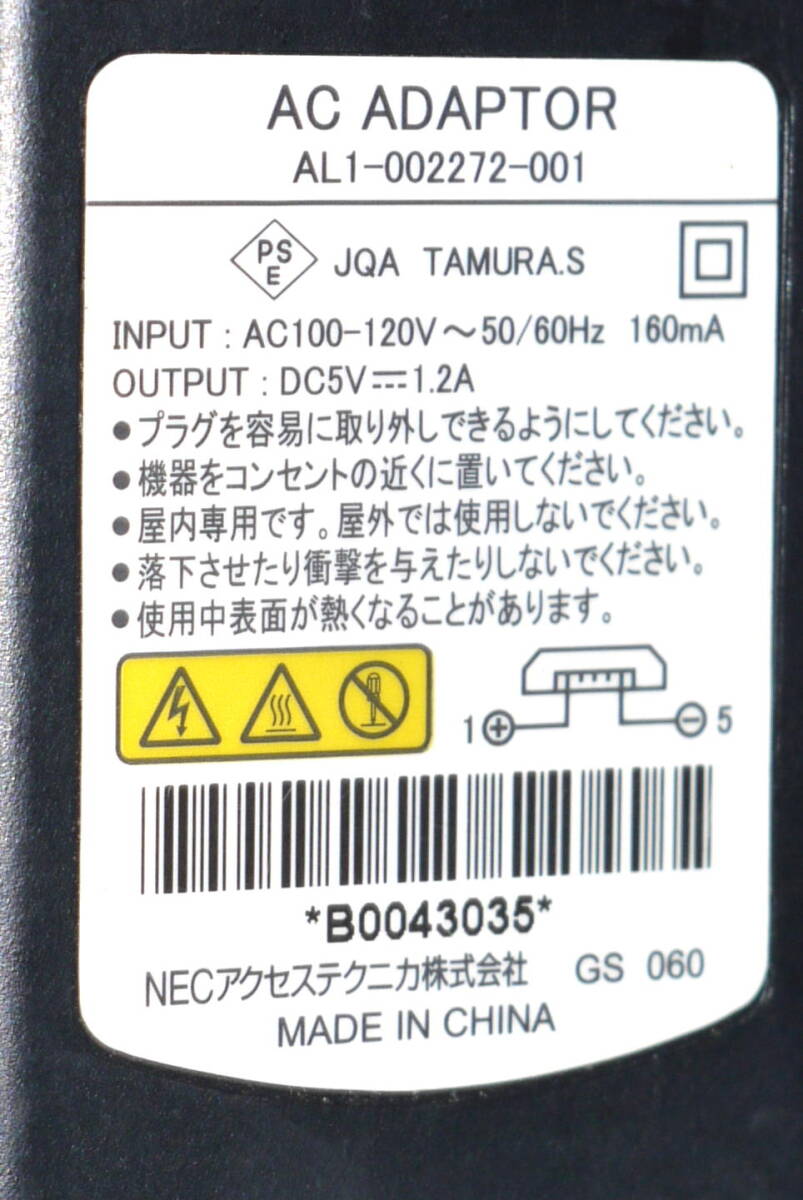 AC ADAPTOR
AL1-002272-001
PSE JQA TAMURA.S
INPUT : AC100-120V～50/60Hz 160mA
OUTPUT : DC5V⎓1.2A
●プラグを容易に取り外しできるようにしてください。
●機器をコンセントの近くに置いてください。
●屋内専用です。屋外では使用しないでください。
●落下させたり衝撃を与えたりしないでください。
●使用中表面が熱くなることがあります。
1 + - 5
*B0043035*
NECアクセステクニカ株式会社 GS 060
MADE IN CHINA